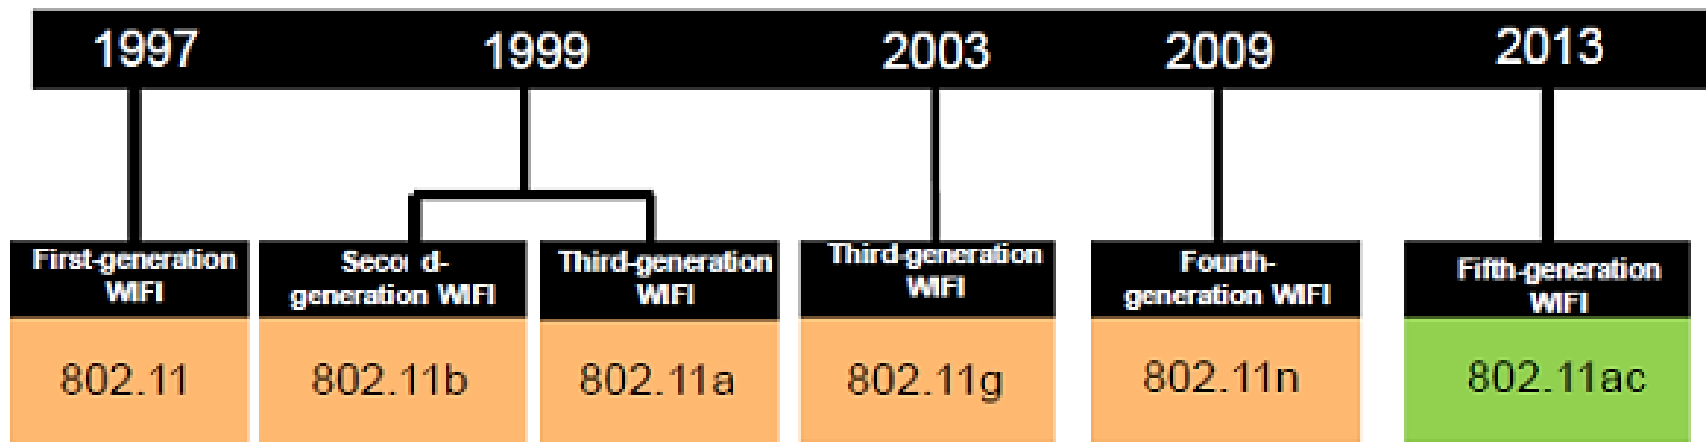 1997 1999 2003 2009 2013
First-generation
WIFI
Second-
generation WIFI
Third-generation
WIFI
Third-generation
WIFI
Fourth-
generation WIFI
Fifth-generation
WIFI
802.11 802.11b 802.11a 802.11g 802.11n 802.11ac